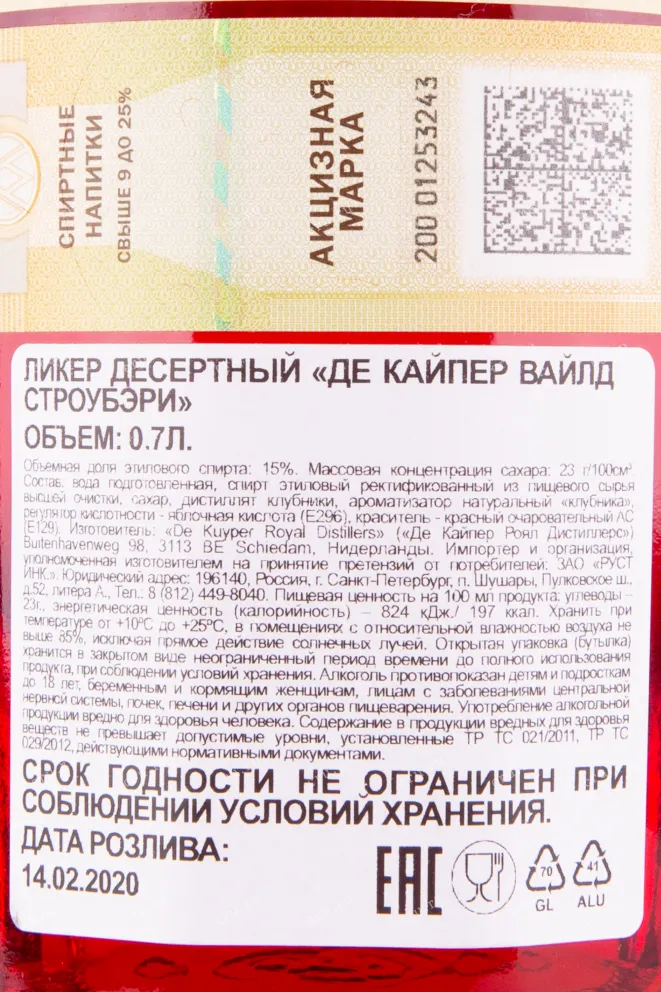 СПИРТНЫЕ
НАПИТКИ
СВЫШЕ 9 ДО 25%
АКЦИЗНАЯ
МАРКА
200 01253243
ЛИКЕР ДЕСЕРТНЫЙ «ДЕ КАЙПЕР ВАЙЛД
СТРОУБЭРИ»
ОБЪЕМ: 0.7Л.
Объемная доля этилового спирта: 15%. Массовая концентрация сахара: 23 г/100см³.
Состав: вода подготовленная, спирт этиловый ректификованный из пищевого сырья
высшей очистки, сахар, дистиллят клубники, ароматизатор натуральный «клубника»,
регулятор кислотности - яблочная кислота (Е296), краситель - красный очаровательный АС
(Е129). Изготовитель: «De Kuyper Royal Distillers» («Де Кайпер Роял Дистиллерс»)
Buitenhavenweg 98, 3113 BE Schiedam, Нидерланды. Импортер и организация,
уполномоченная изготовителем на принятие претензий от потребителей: ЗАО «РУСТ
ИНК.» Юридический адрес: 196140, Россия, г. Санкт-Петербург, п. Шушары, Пулковское ш.,
д.52, литера А., Тел.: 8 (812) 449-8040. Пищевая ценность на 100 мл продукта: углеводы –
23г., энергетическая ценность (калорийность) – 824 кДж./ 197 ккал. Хранить при
температуре от +10°С до +25°С, в помещениях с относительной влажностью воздуха не
выше 85%, исключая прямое действие солнечных лучей. Открытая упаковка (бутылка)
хранится в закрытом виде неограниченный период времени до полного использования
продукта, при соблюдении условий хранения. Алкоголь противопоказан детям и подросткам
до 18 лет, беременным и кормящим женщинам, лицам с заболеваниями центральной
нервной системы, почек, печени и других органов пищеварения. Употребление алкогольной
продукции вредно для здоровья человека. Содержание в продукции вредных для здоровья
веществ не превышает допустимые уровни, установленные ТР ТС 021/2011, ТР ТС
029/2012, действующими нормативными документами.
СРОК ГОДНОСТИ НЕ ОГРАНИЧЕН ПРИ
СОБЛЮДЕНИИ УСЛОВИЙ ХРАНЕНИЯ.
ДАТА РОЗЛИВА:
14.02.2020
EAC
70
GL
41
ALU